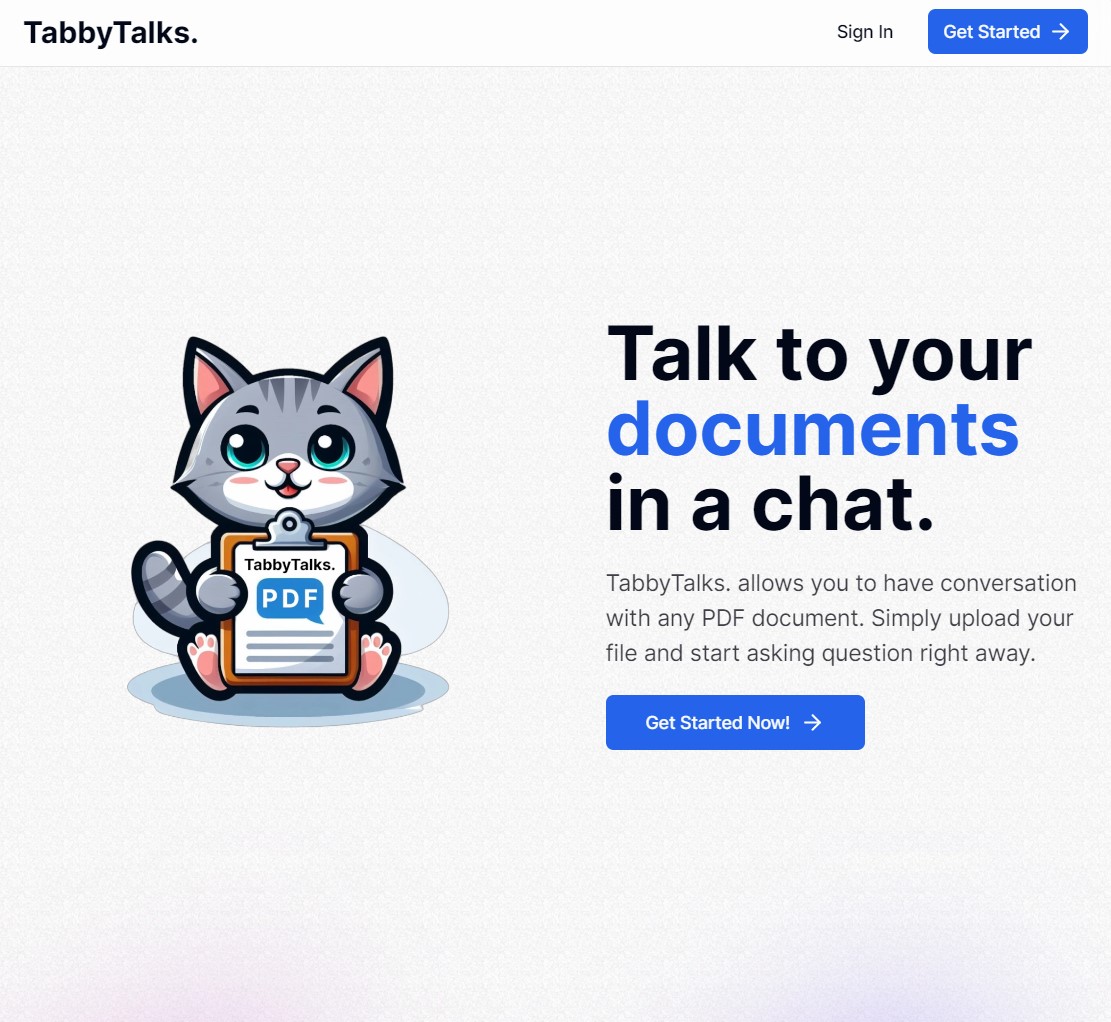 TabbyTalks.
Sign In
Get Started
TabbyTalks.
PDF
Talk to your
documents
in a chat.
TabbyTalks. allows you to have conversation
with any PDF document. Simply upload your
file and start asking question right away.
Get Started Now!